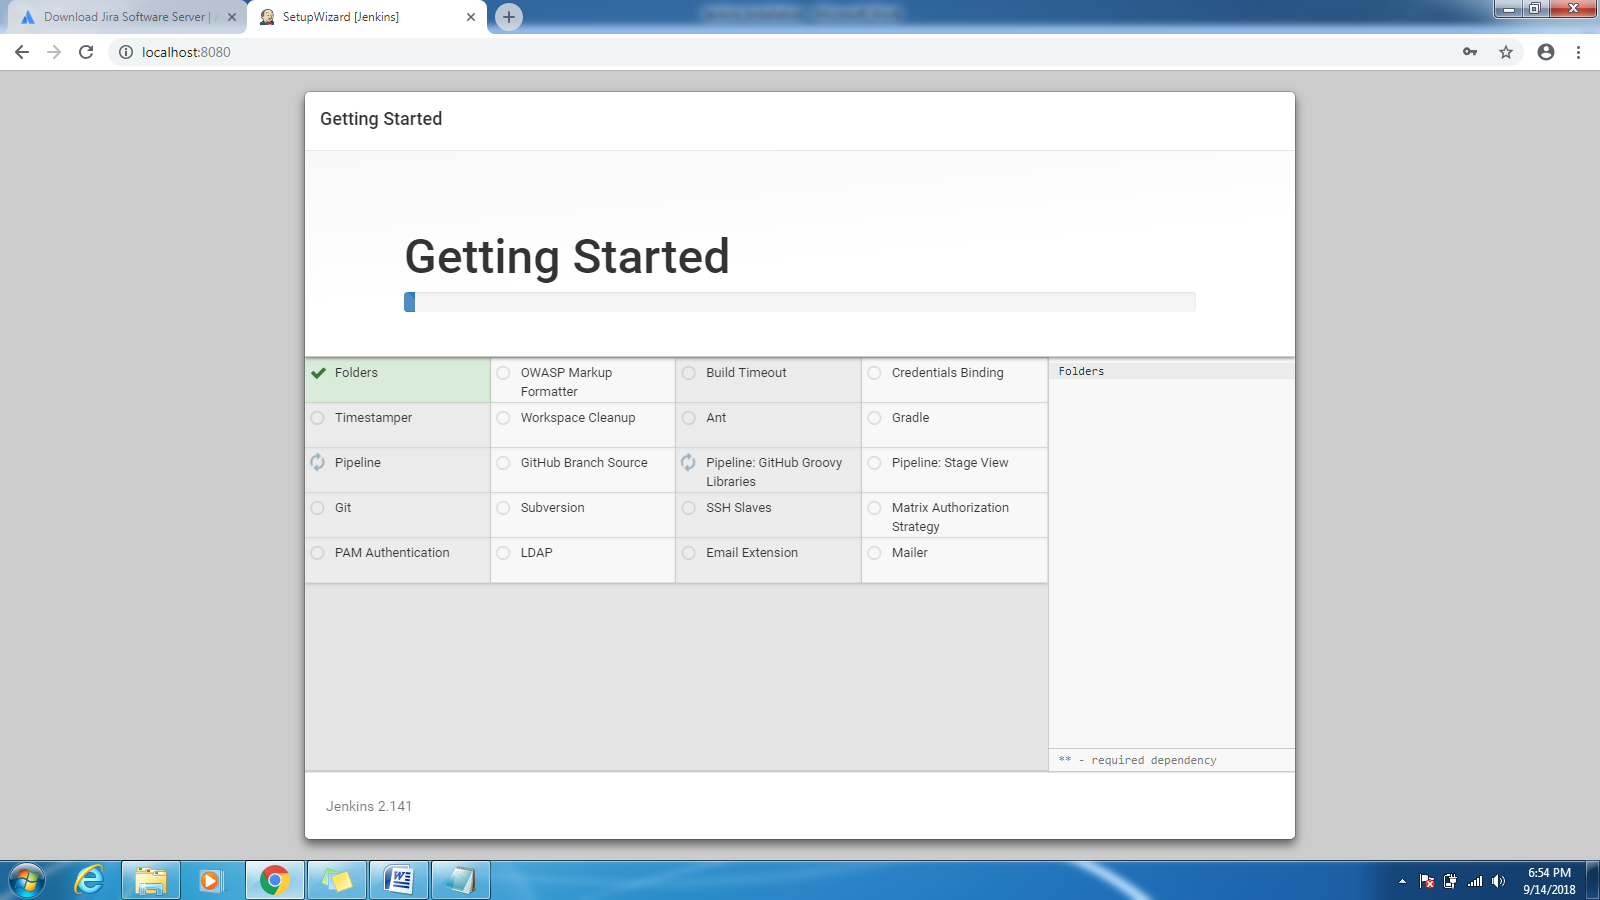 Download Jira Software Server |
SetupWizard [Jenkins]
localhost:8080
Getting Started
Getting Started
Folders
OWASP Markup
Formatter
Build Timeout
Credentials Binding
Folders
Timestamper
Workspace Cleanup
Ant
Gradle
Pipeline
GitHub Branch Source
Pipeline: GitHub Groovy
Libraries
Pipeline: Stage View
Git
Subversion
SSH Slaves
Matrix Authorization
Strategy
PAM Authentication
LDAP
Email Extension
Mailer
** - required dependency
Jenkins 2.141
6:54 PM
9/14/2018